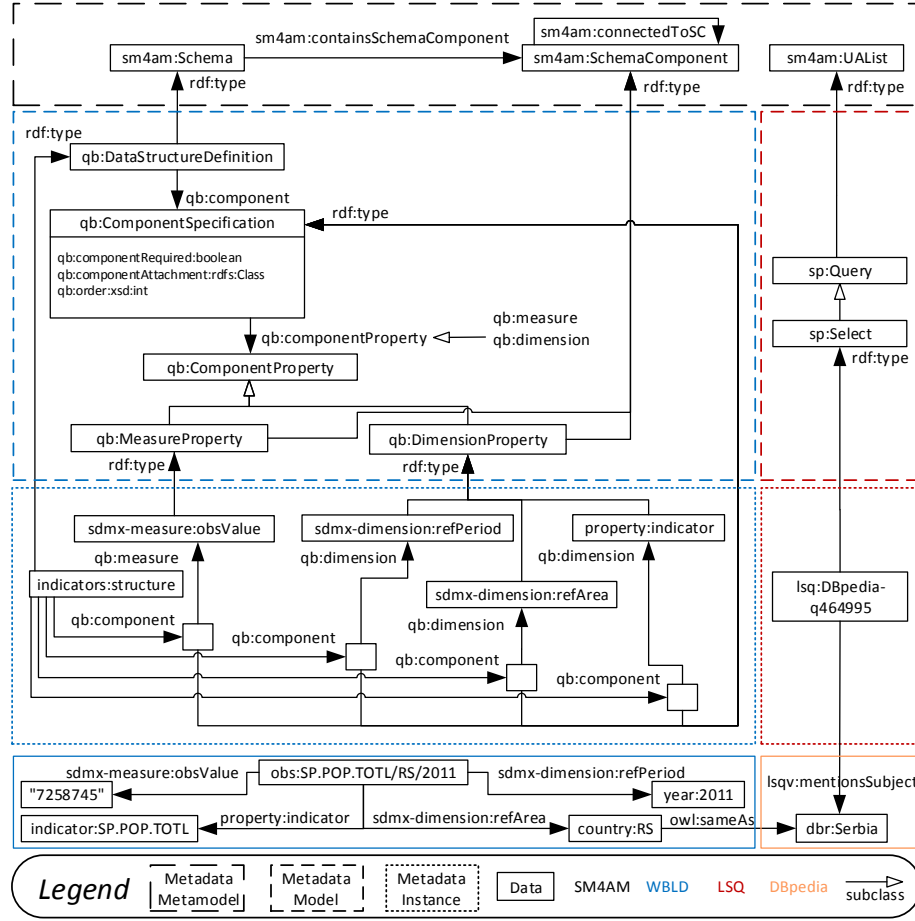 sm4am:containsSchemaComponent
sm4am:connectedToSC
sm4am:Schema
sm4am:SchemaComponent
sm4am:UAList
rdf:type
rdf:type
rdf:type
rdf:type
qb:DataStructureDefinition
qb:component
qb:ComponentSpecification
rdf:type
qb:componentRequired:boolean
qb:componentAttachment:rdfs:Class
qb:order:xsd:int
sp:Query
qb:measure
qb:componentProperty
qb:dimension
sp:Select
qb:ComponentProperty
rdf:type
qb:MeasureProperty
qb:DimensionProperty
rdf:type
rdf:type
sdmx-measure:obsValue
sdmx-dimension:refPeriod
property:indicator
qb:measure
qb:dimension
qb:dimension
indicators:structure
sdmx-dimension:refArea
lsq:DBpedia-
q464995
qb:component
qb:component
qb:dimension
qb:component
qb:component
sdmx-measure:obsValue
obs:SP.POP.TOTL/RS/2011
sdmx-dimension:refPeriod
lsqv:mentionsSubject
"7258745"
year:2011
indicator:SP.POP.TOTL
property:indicator
sdmx-dimension:refArea
country:RS
owl:sameAs
dbr:Serbia
Legend
Metadata
Metamodel
Metadata
Model
Metadata
Instance
Data
SM4AM
WBLD
LSQ
DBpedia
subclass